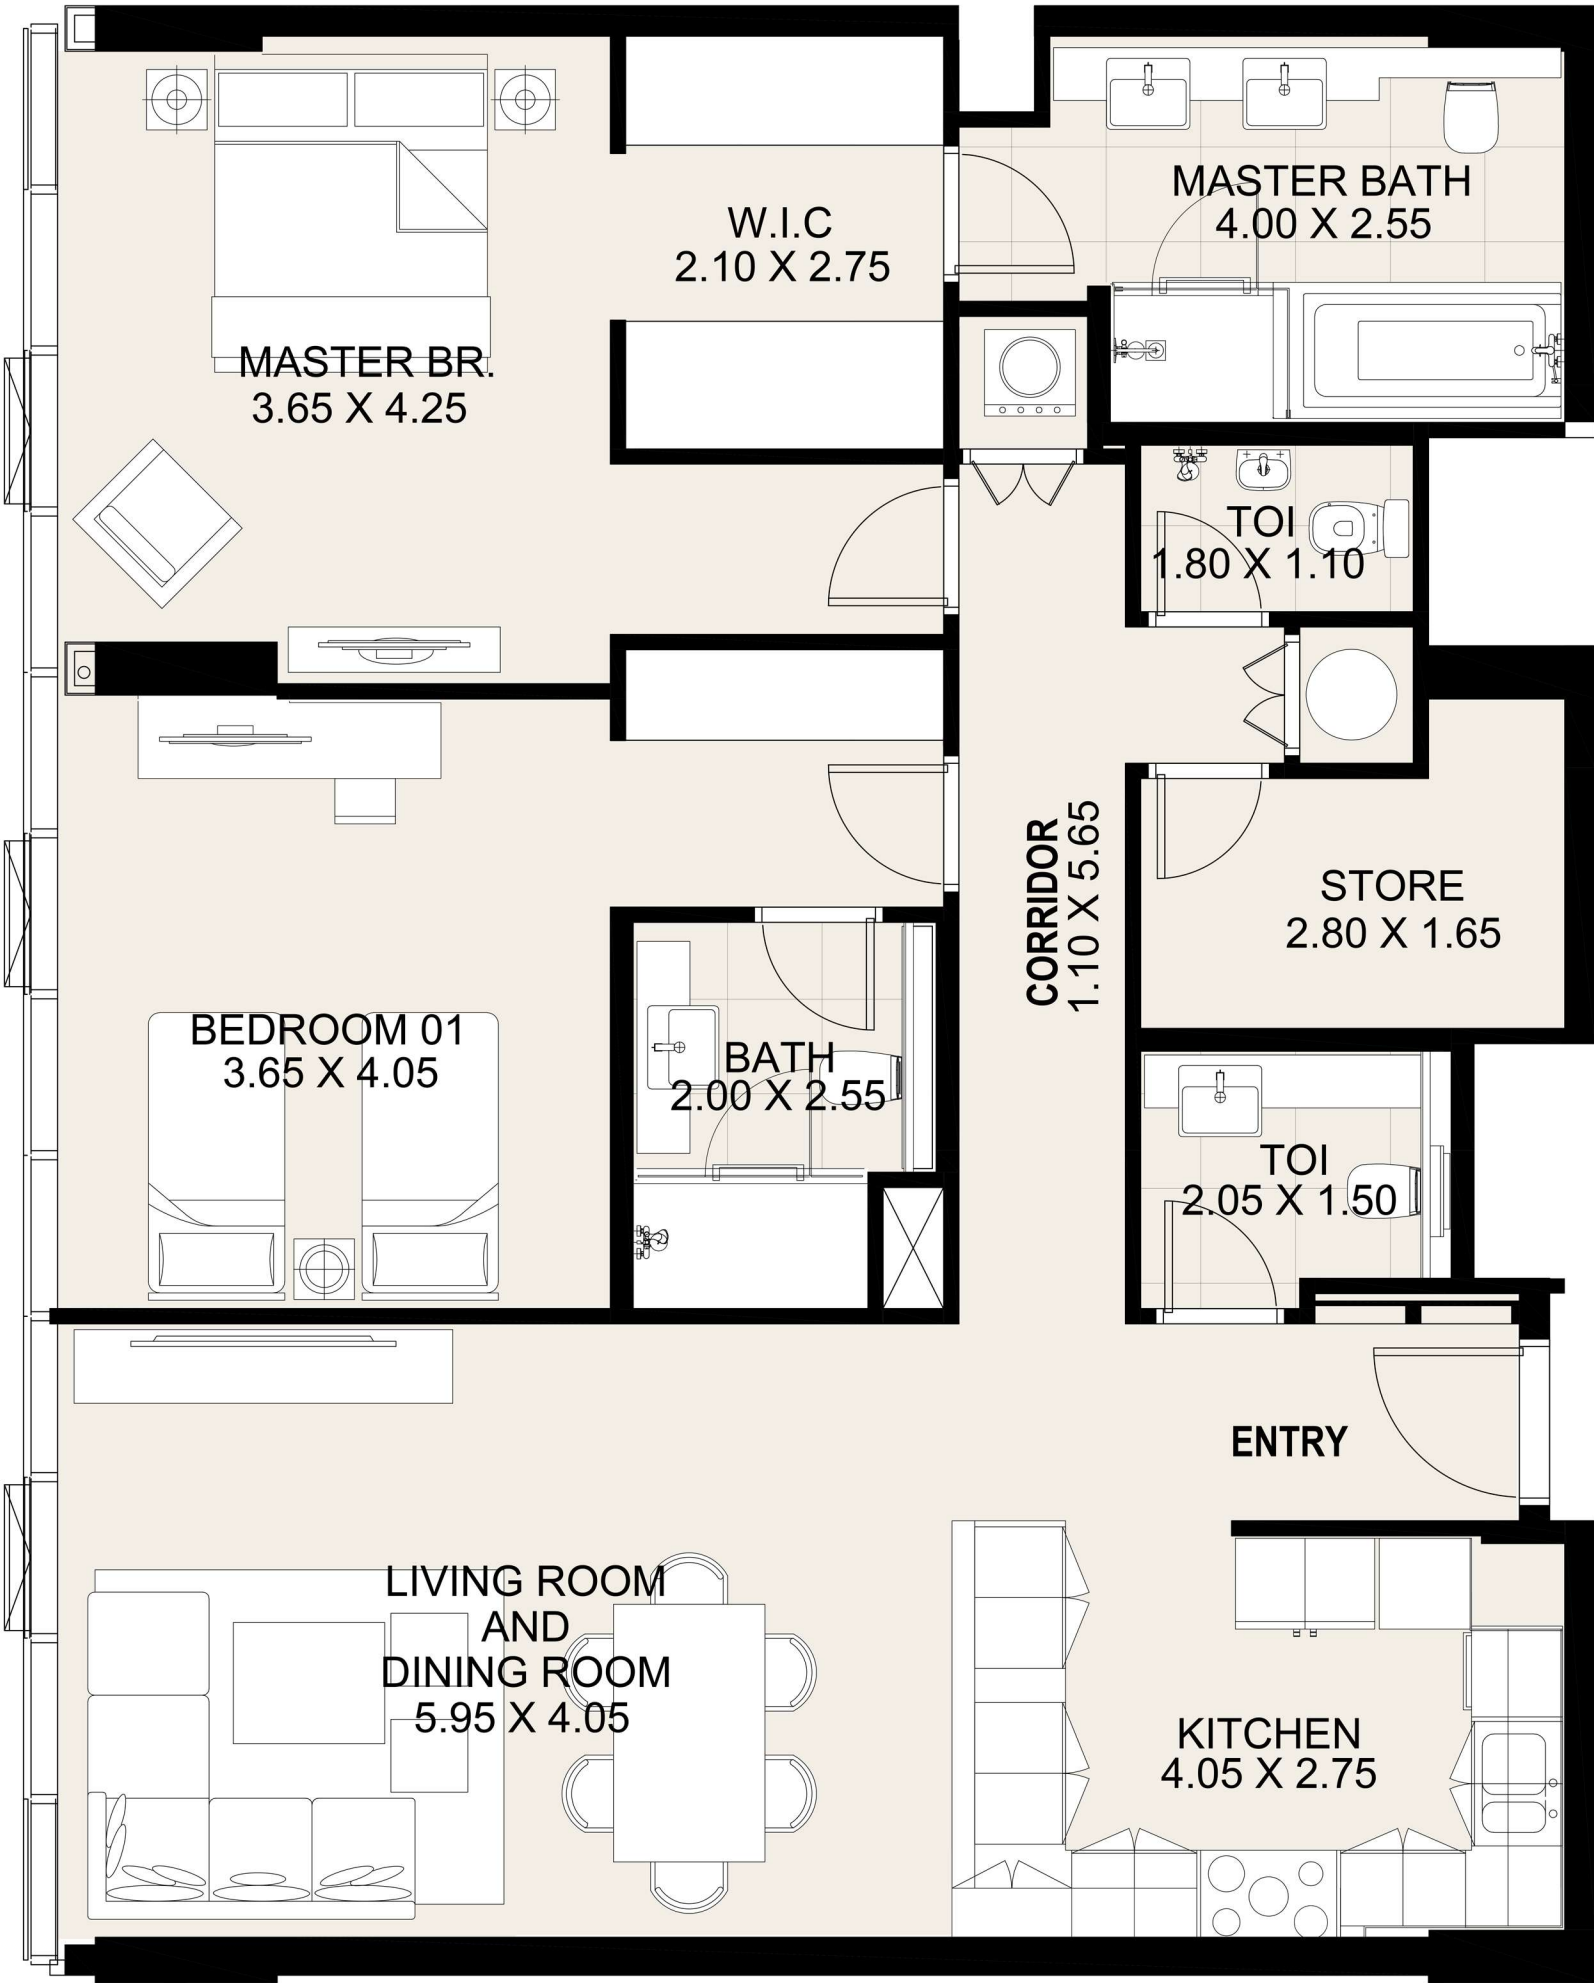 MASTER BATH
4.00 X 2.55
W.I.C
2.10 X 2.75
MASTER BR.
3.65 X 4.25
TOI
1.80 X 1.10
CORRIDOR
1.10 X 5.65
STORE
2.80 X 1.65
BEDROOM 01
3.65 X 4.05
BATH
2.00 X 2.55
TOI
2.05 X 1.50
ENTRY
LIVING ROOM
AND
DINING ROOM
5.95 X 4.05
KITCHEN
4.05 X 2.75